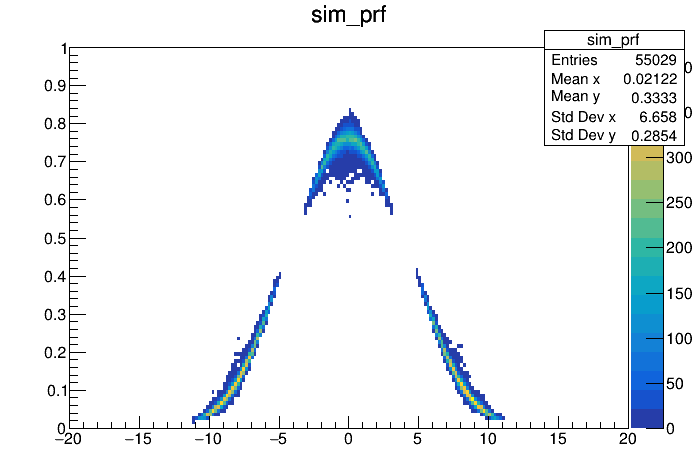 sim_prf
sim_prf
Entries 55029
Mean x 0.02122
Mean y 0.3333
Std Dev x 6.658
Std Dev y 0.2854
1
0.9
0.8
0.7
0.6
0.5
0.4
0.3
0.2
0.1
0
−20 −15 −10 −5 0 5 10 15 20
300
250
200
150
100
50
0